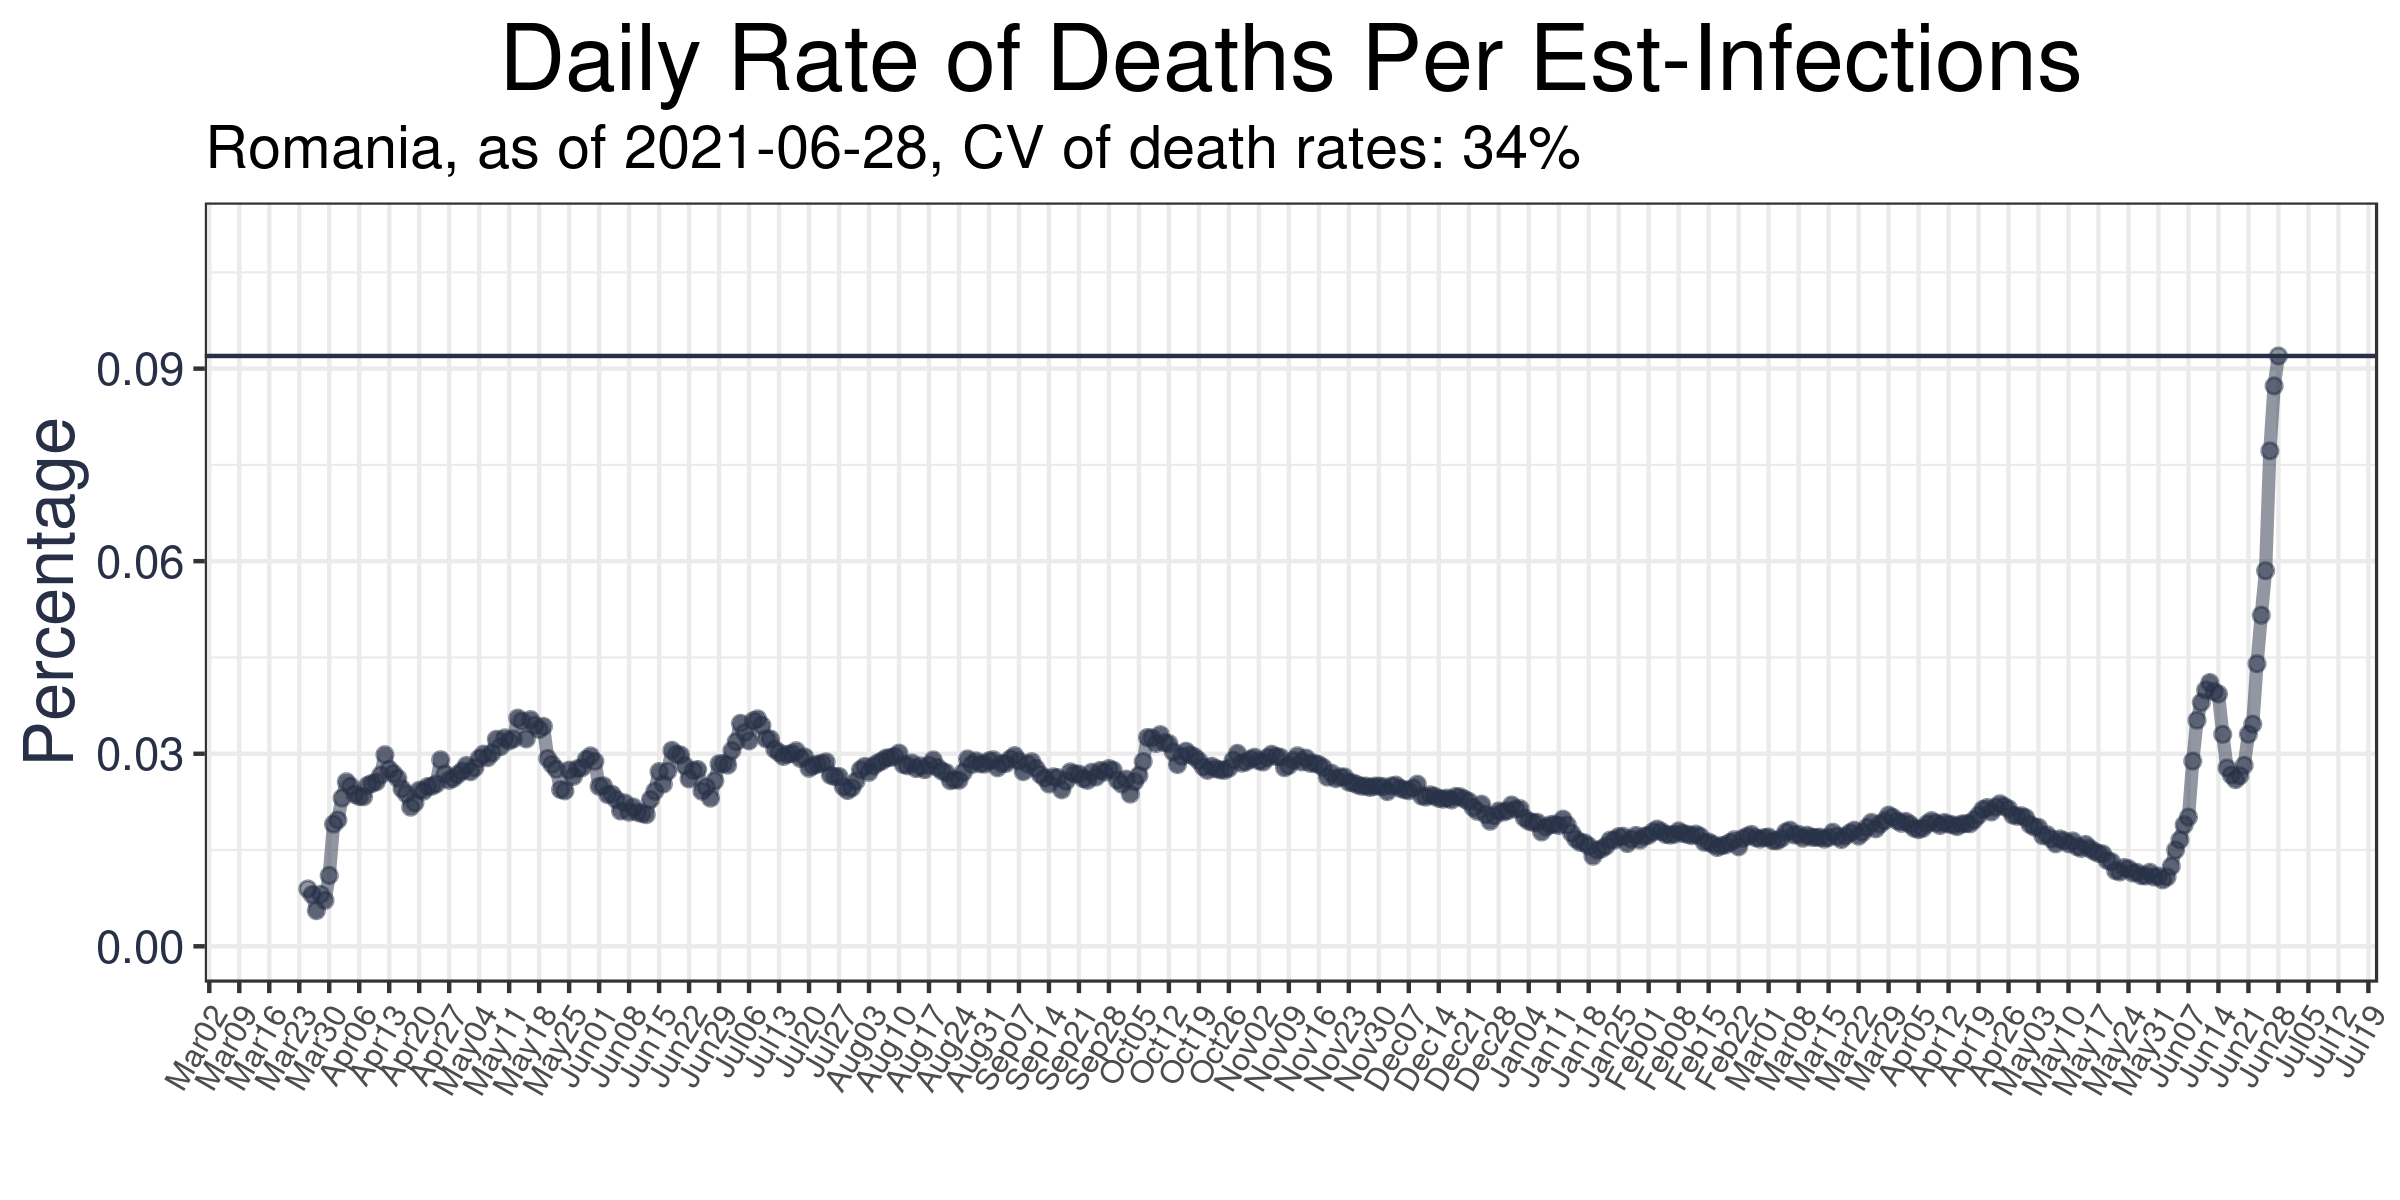 Daily Rate of Deaths Per Est-Infections
Romania, as of 2021-06-28, CV of death rates: 34%
Percentage
0.09
0.06
0.03
0.00
Mar02
Mar09
Mar16
Mar23
Mar30
Apr06
Apr13
Apr20
Apr27
May04
May11
May18
May25
Jun01
Jun08
Jun15
Jun22
Jun29
Jul06
Jul13
Jul20
Jul27
Aug03
Aug10
Aug17
Aug24
Aug31
Sep07
Sep14
Sep21
Sep28
Oct05
Oct12
Oct19
Oct26
Nov02
Nov09
Nov16
Nov23
Nov30
Dec07
Dec14
Dec21
Dec28
Jan04
Jan11
Jan18
Jan25
Feb01
Feb08
Feb15
Feb22
Mar01
Mar08
Mar15
Mar22
Mar29
Apr05
Apr12
Apr19
Apr26
May03
May10
May17
May24
May31
Jun07
Jun14
Jun21
Jun28
Jul05
Jul12
Jul19